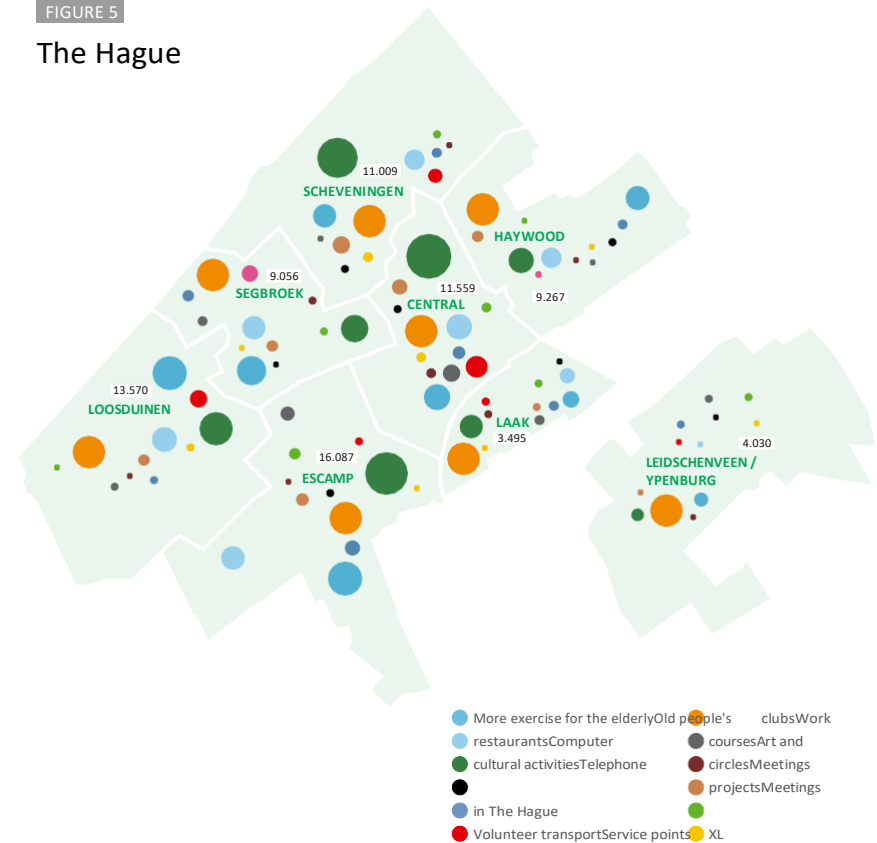 FIGURE 5
The Hague
11.009
SCHEVENINGEN
HAYWOOD
9.056
SEGBROEK
11.559
CENTRAL
9.267
13.570
LOOSDUINEN
LAAK
3.495
16.087
ESCAMP
4.030
LEIDSCHENVEEN /
YPENBURG
More exercise for the elderlyOld people's clubsWork
restaurantsComputer coursesArt and
cultural activitiesTelephone circlesMeetings
projectsMeetings
in The Hague
Volunteer transportService points XL